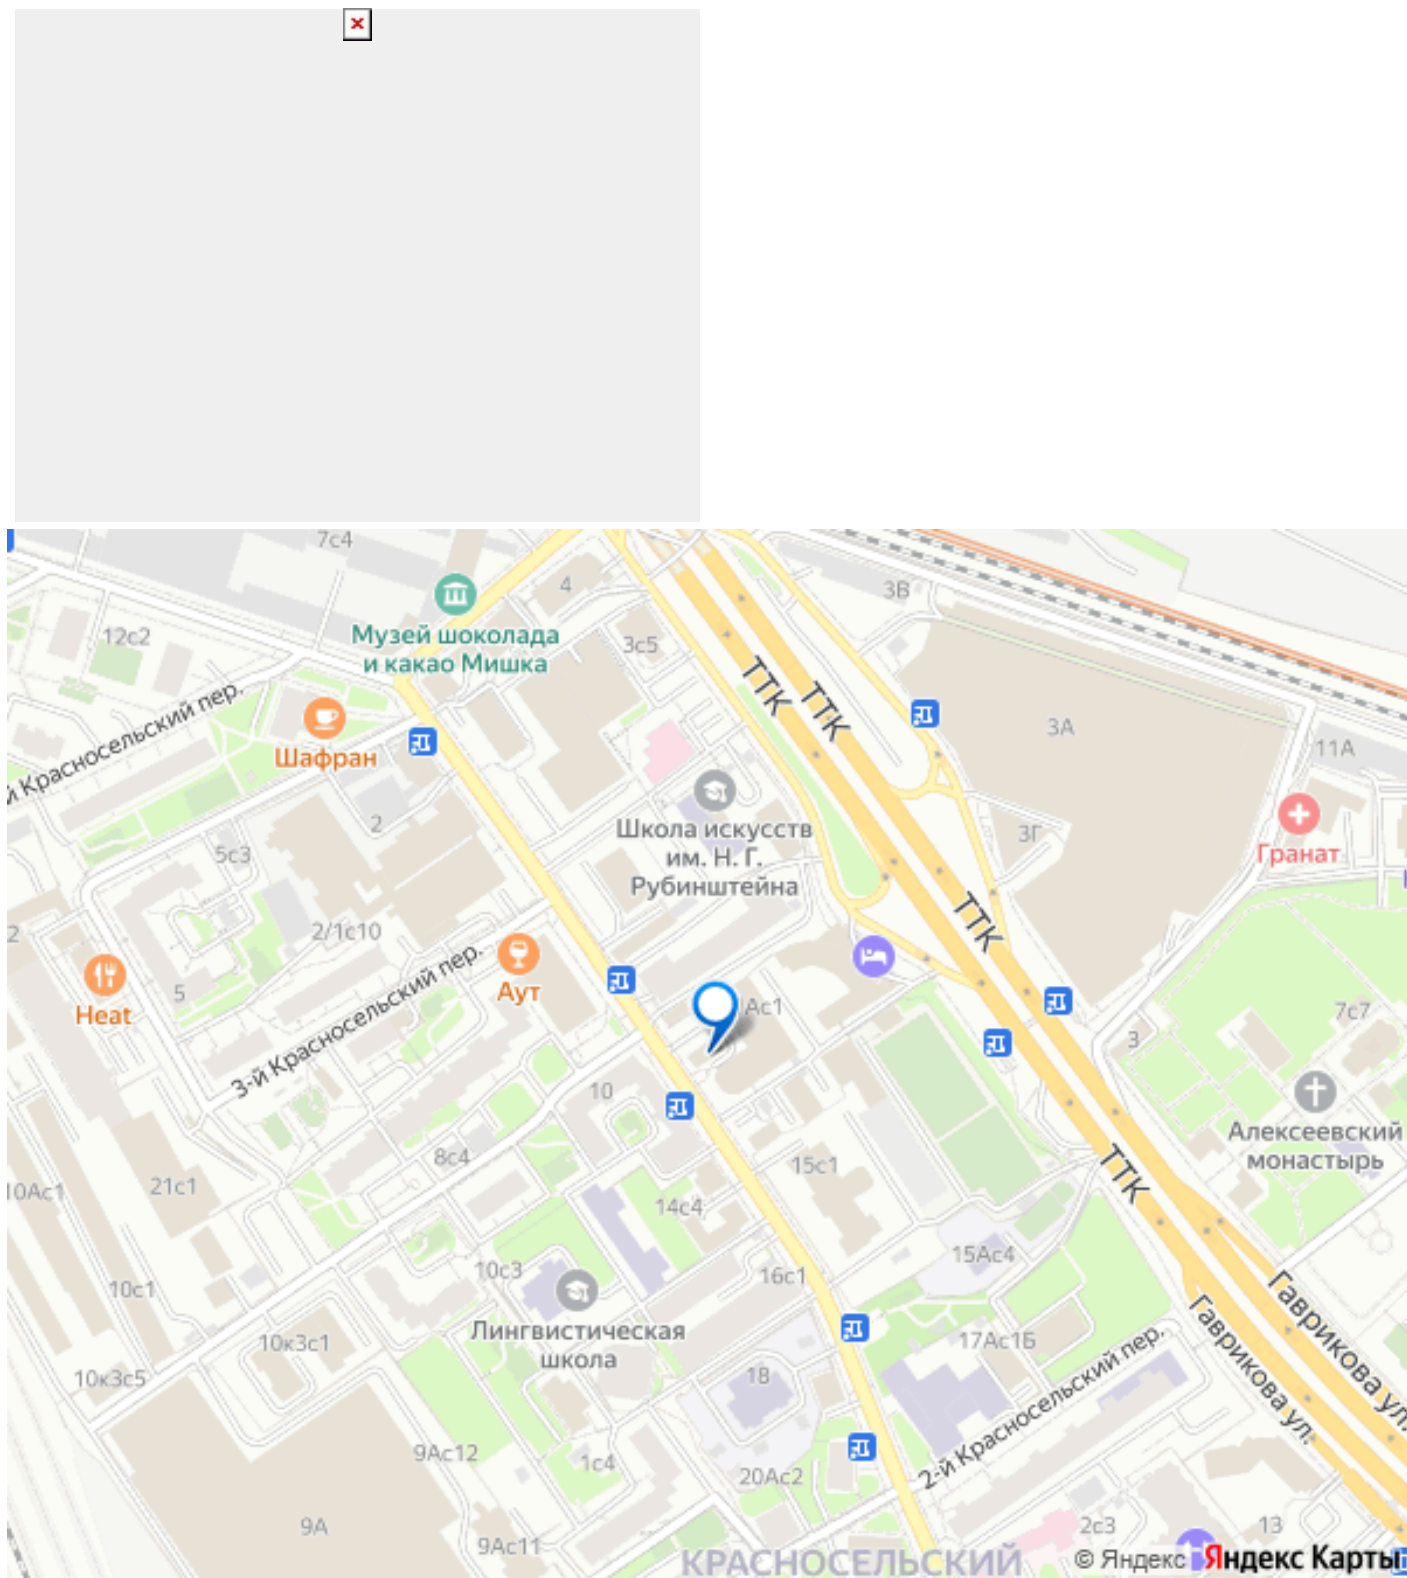 7с4
4
3В
12с2
Музей шоколада
и какао Мишка
3с5
ТТК
ТТК
й Красносельский пер.
Шафран
3А
11А
2
Школа искусств
им. Н. Г.
Рубинштейна
3Г
Гранат
5с3
2
2/1с10
ТТК
3-й Красносельский пер.
5
Аут
Heat
Ас1
7с7
3
10
Алексеевский
монастырь
8с4
15с1
ТТК
10Ас1
21с1
14с4
15Ас4
10с3
16с1
10с1
Гаврикова ул.
Гаврикова ул.
Лингвистическая
школа
10к3с1
17Ас1Б
10к3с5
18
2-й Красносельский пер.
9Ас12
1с4
20Ас2
9А
9Ас11
2с3
13
КРАСНОСЕЛЬСКИЙ
© Яндекс Яндекс Карты